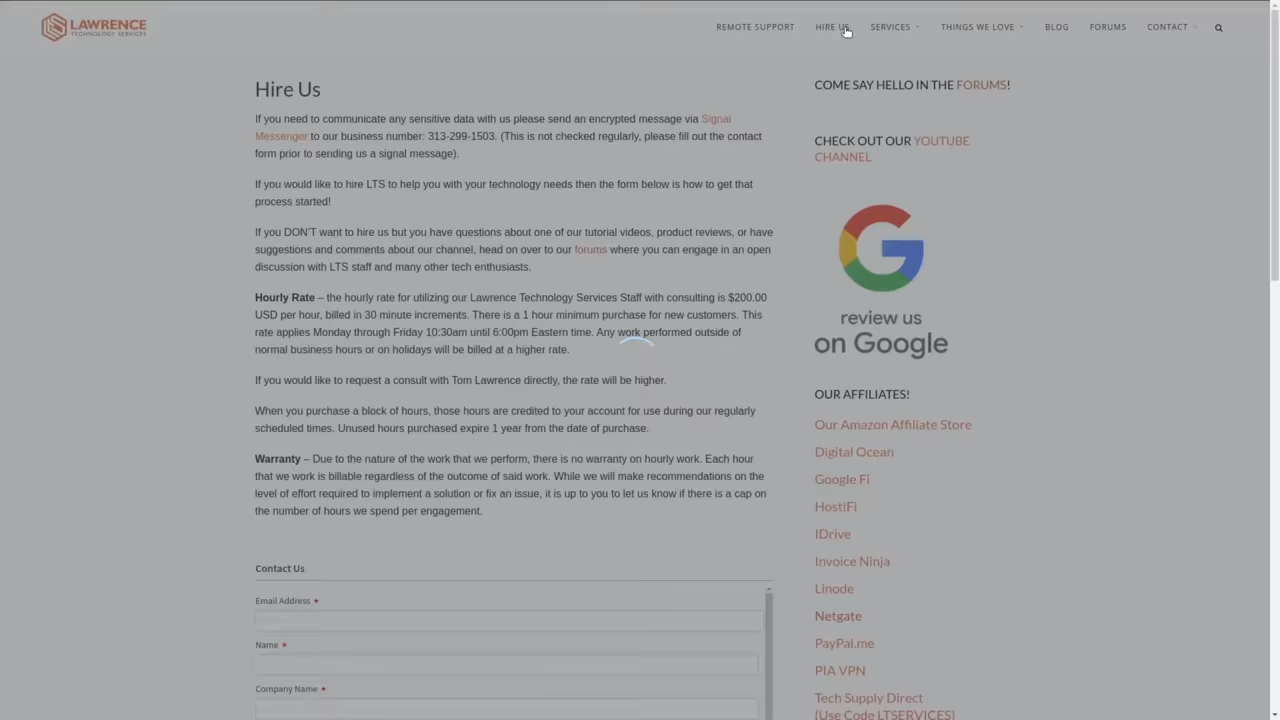 LAWRENCE
TECHNOLOGY SERVICES
REMOTE SUPPORT
HIRE US
SERVICES
THINGS WE LOVE
BLOG
FORUMS
CONTACT
Hire Us
If you need to communicate any sensitive data with us please send an encrypted message via Signal
Messenger to our business number: 313-299-1503. (This is not checked regularly, please fill out the contact
form prior to sending us a signal message).
If you would like to hire LTS to help you with your technology needs then the form below is how to get that
process started!
If you DON'T want to hire us but you have questions about one of our tutorial videos, product reviews, or have
suggestions and comments about our channel, head on over to our forums where you can engage in an open
discussion with LTS staff and many other tech enthusiasts.
Hourly Rate – the hourly rate for utilizing our Lawrence Technology Services Staff with consulting is $200.00
USD per hour, billed in 30 minute increments. There is a 1 hour minimum purchase for new customers. This
rate applies Monday through Friday 10:30am until 6:00pm Eastern time. Any work performed outside of
normal business hours or on holidays will be billed at a higher rate.
If you would like to request a consult with Tom Lawrence directly, the rate will be higher.
When you purchase a block of hours, those hours are credited to your account for use during our regularly
scheduled times. Unused hours purchased expire 1 year from the date of purchase.
Warranty – Due to the nature of the work that we perform, there is no warranty on hourly work. Each hour
that we work is billable regardless of the outcome of said work. While we will make recommendations on the
level of effort required to implement a solution or fix an issue, it is up to you to let us know if there is a cap on
the number of hours we spend per engagement.
Contact Us
Email Address *
Name *
Company Name *
COME SAY HELLO IN THE FORUMS!
CHECK OUT OUR YOUTUBE
CHANNEL
review us
on Google
OUR AFFILIATES!
Our Amazon Affiliate Store
Digital Ocean
Google Fi
HostiFi
IDrive
Invoice Ninja
Linode
Netgate
PayPal.me
PIA VPN
Tech Supply Direct
(Use Code LTSERVICES)